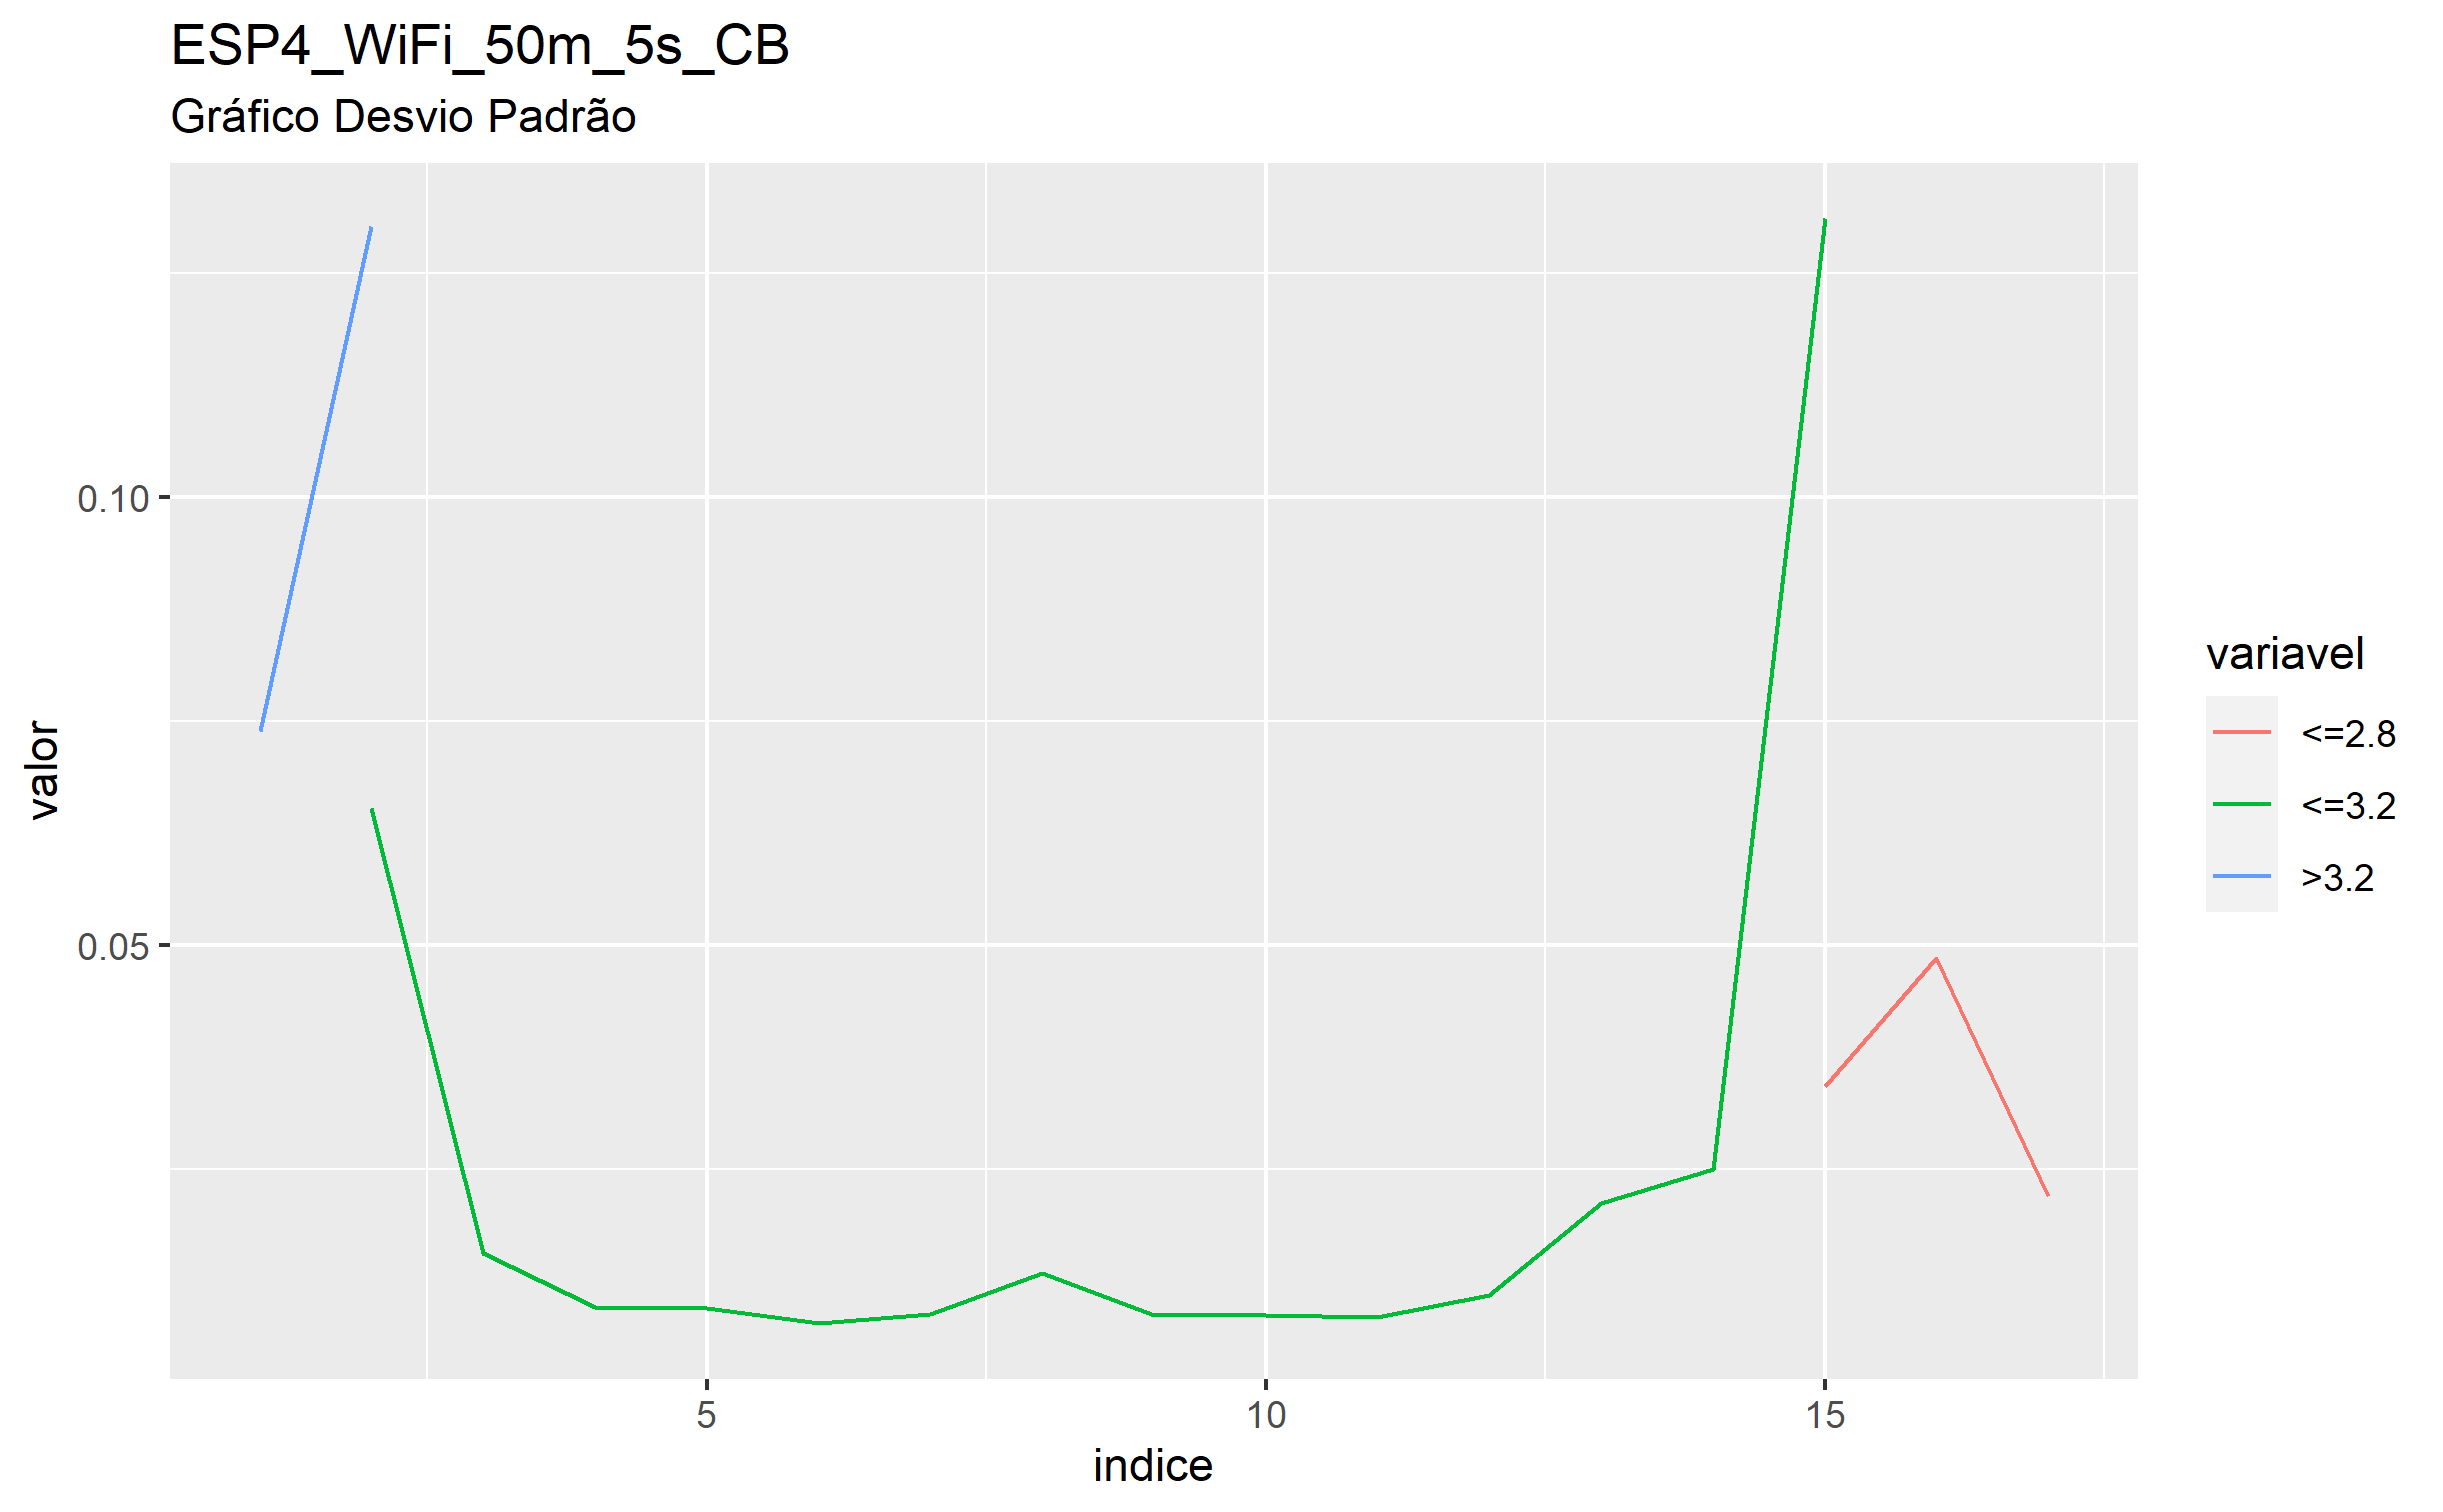 ESP4_WiFi_50m_5s_CB
Gráfico Desvio Padrão
0.10
0.05
valor
5
10
15
indice
variavel
<=2.8
<=3.2
>3.2